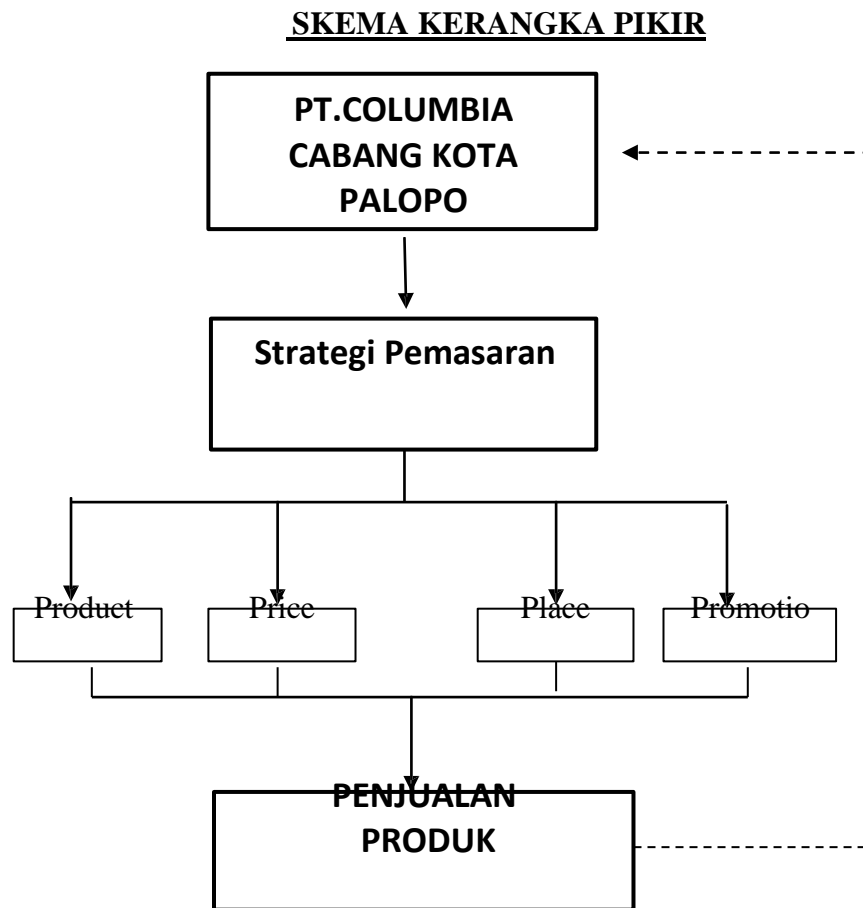 SKEMA KERANGKA PIKIR
PT.COLUMBIA
CABANG KOTA
PALOPO
Strategi Pemasaran
Product Price Place Promotio
PENJUALAN
PRODUK